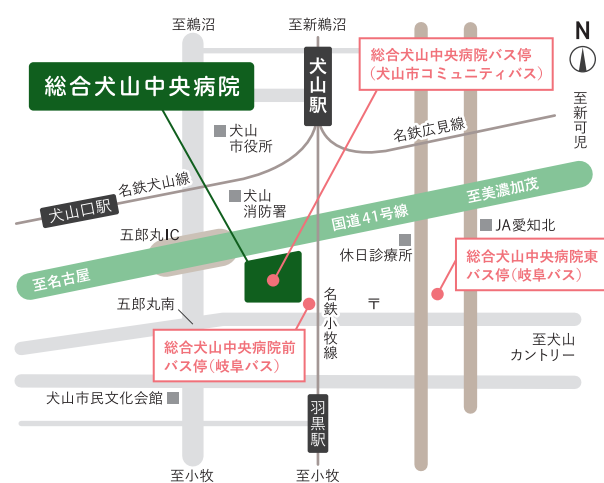 至鵜沼
至新鵜沼
N
総合犬山中央病院
犬山駅
総合犬山中央病院バス停
(犬山市コミュニティバス)
至新可児
犬山
市役所
名鉄広見線
名鉄犬山線
犬山
消防署
犬山口駅
至美濃加茂
国道41号線
JA愛知北
五郎丸IC
休日診療所
総合犬山中央病院東
バス停(岐阜バス)
至名古屋
五郎丸南
名鉄小牧線
〒
総合犬山中央病院前
バス停(岐阜バス)
至犬山
カントリー
犬山市民文化会館
羽黒駅
至小牧
至小牧